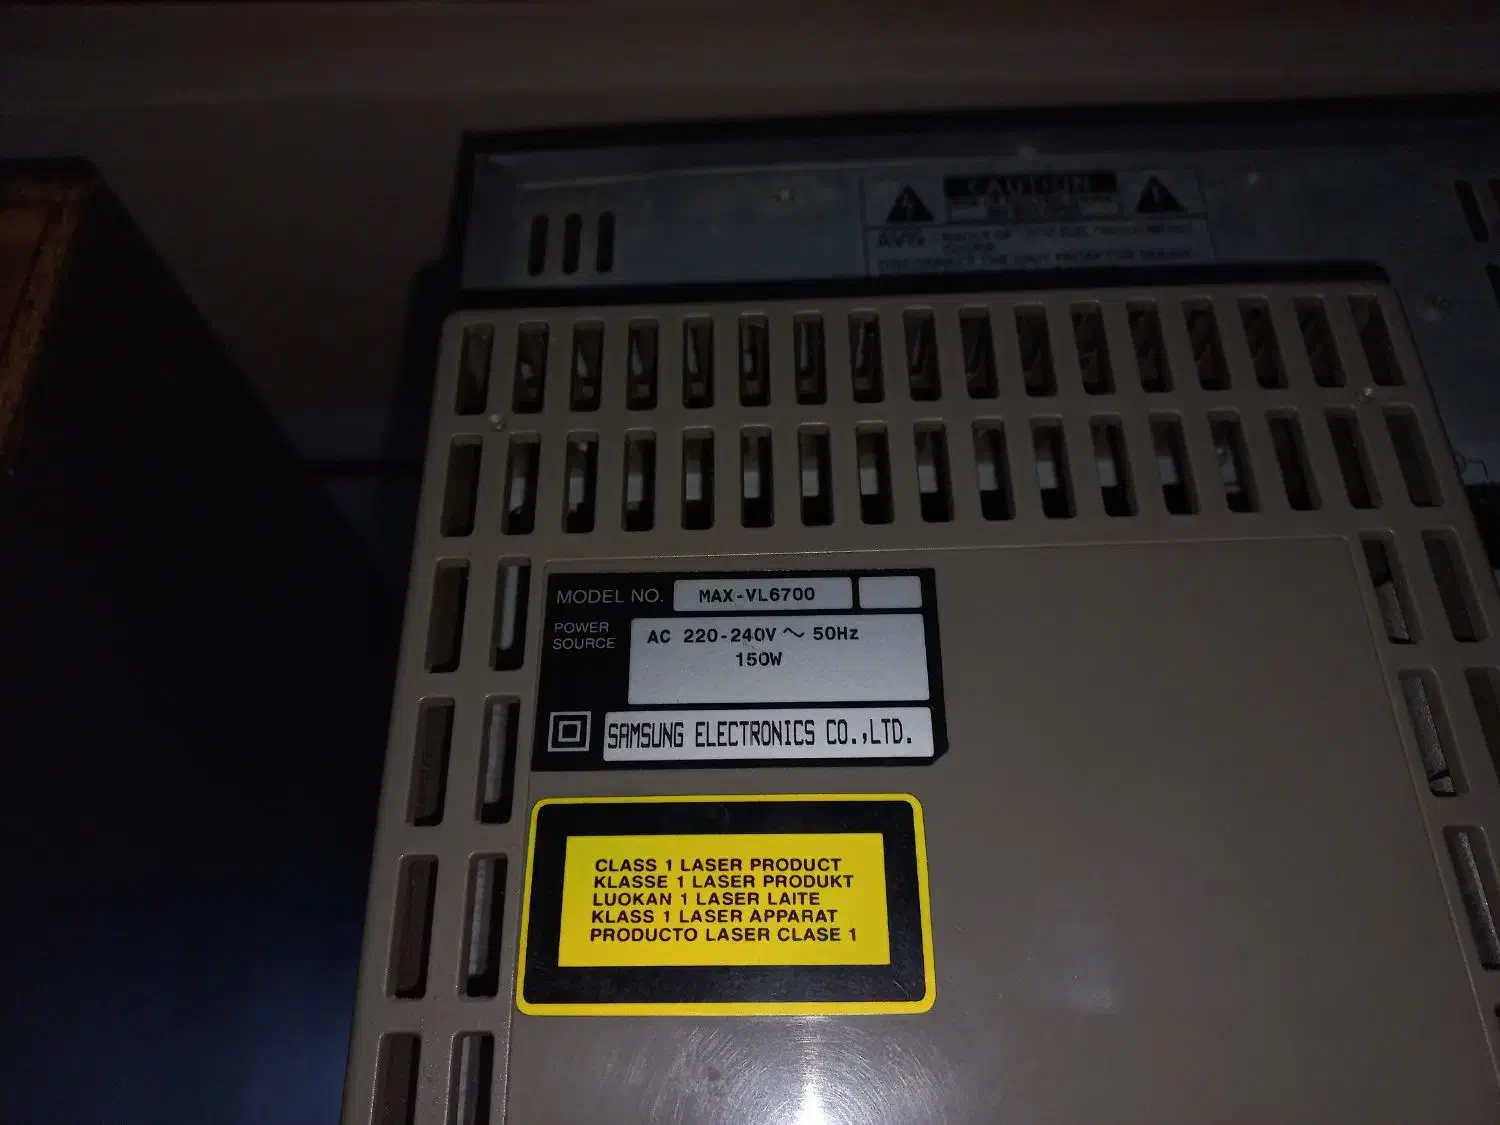 CAUTION
AVIS
MODEL NO. MAX-VL6700
POWER SOURCE
AC 220-240V ~ 50Hz
150W
SAMSUNG ELECTRONICS CO.,LTD.
CLASS 1 LASER PRODUCT
KLASSE 1 LASER PRODUKT
LUOKAN 1 LASER LAITE
KLASS 1 LASER APPARAT
PRODUCTO LASER CLASE 1